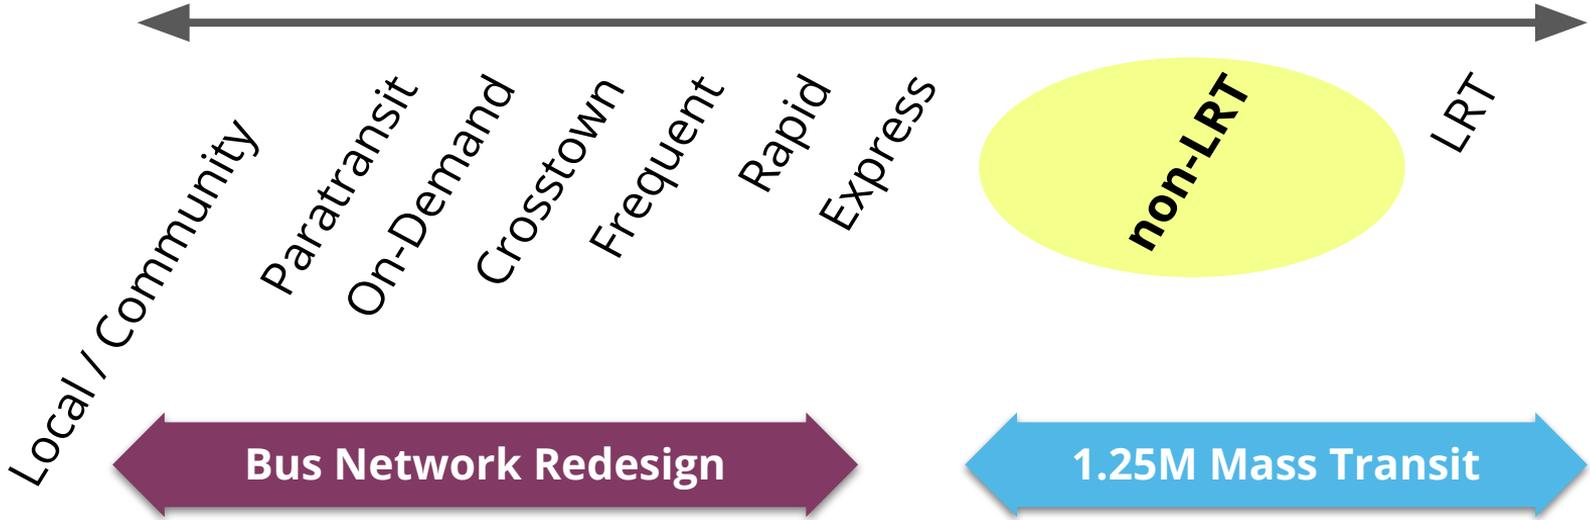 Local / Community
Paratransit
On-Demand
Crosstown
Frequent
Rapid
Express
non-LRT
LRT
Bus Network Redesign
1.25M Mass Transit